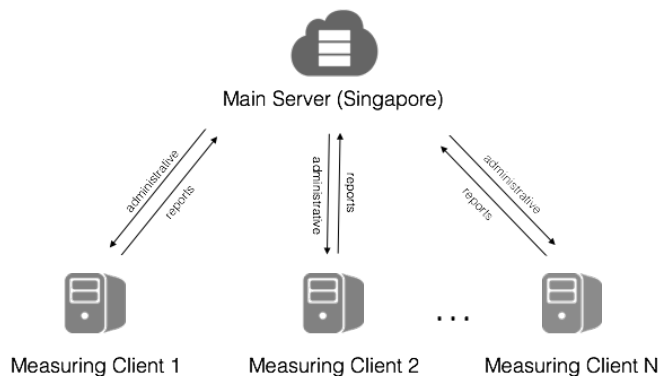 Main Server (Singapore)
administrative
reports
administrative
reports
administrative
reports
...
Measuring Client 1
Measuring Client 2
Measuring Client N